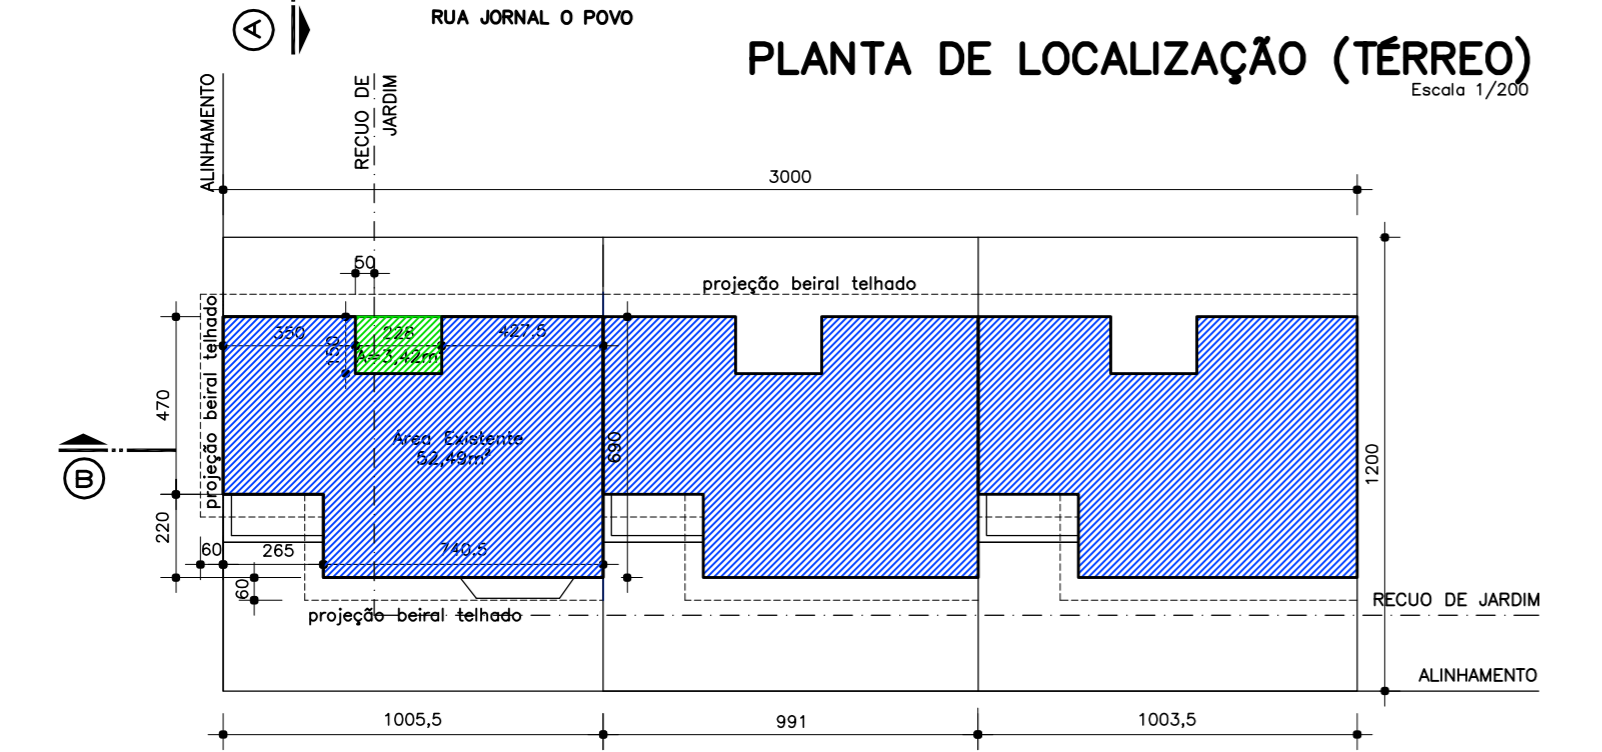 A
RUA JORNAL O POVO
PLANTA DE LOCALIZAÇÃO (TÉRREO)
Escala 1/200
ALINHAMENTO
RECUO DE
JARDIM
3000
50
projeção beiral telhado
projeção beiral telhado
350
228
427,5
150
A=3,42m²
470
Área Existente
52,49m²
690
1200
B
220
60
265
740,5
60
projeção beiral telhado
RECUO DE JARDIM
ALINHAMENTO
1005,5
991
1003,5